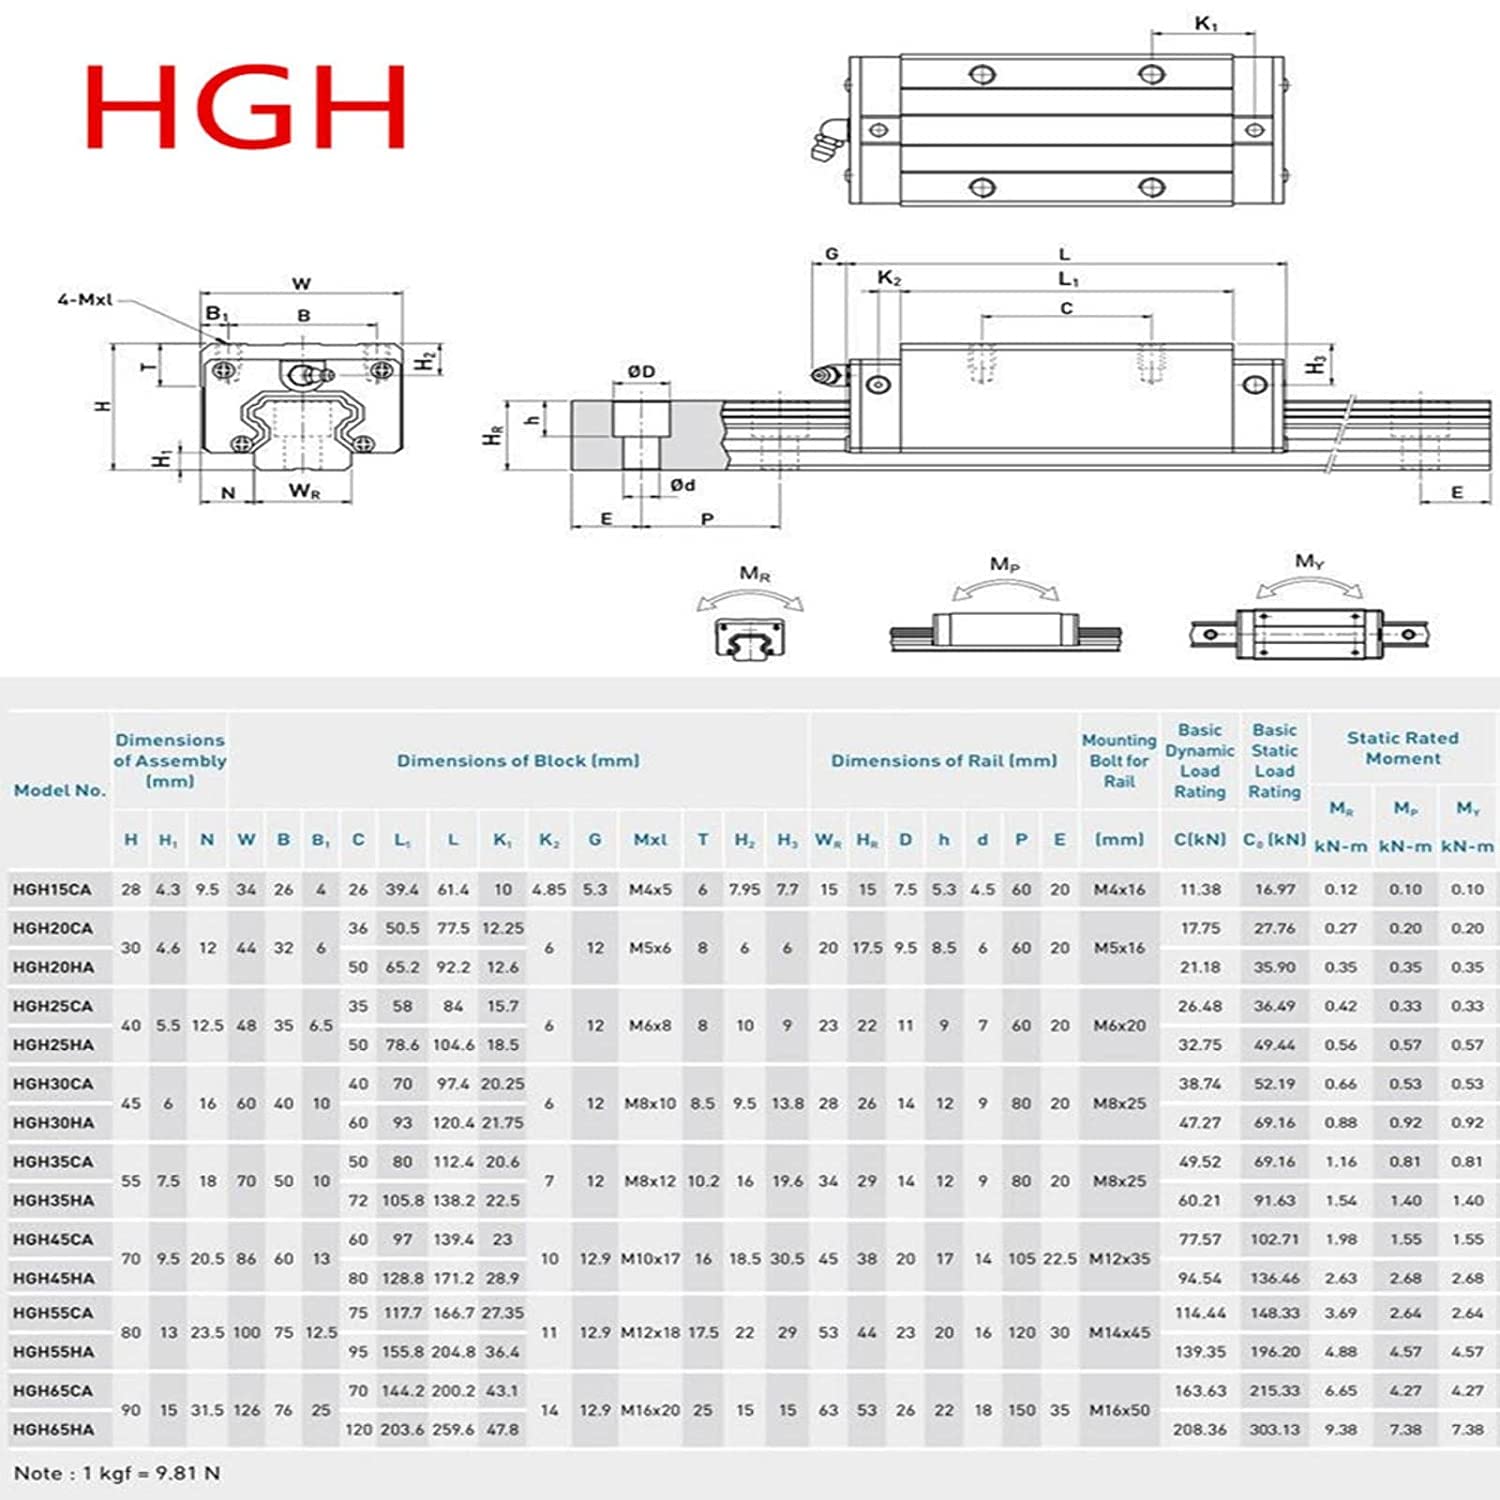 HGH
K₁
G L
K₂ L₁
C
W
4-Mxl
B₁ B
T H₂
H
H₁
N W_R
H₃
ØD
h
H_R
Ød
E P E
M_R M_P M_Y
Model No. Dimensions of Assembly (mm) Dimensions of Block (mm) Dimensions of Rail (mm) Mounting Bolt for Rail Basic Dynamic Load Rating Basic Static Load Rating Static Rated Moment
M_R M_P M_Y
H H₁ N W B B₁ C L₁ L K₁ K₂ G Mxl T H₂ H₃ W_R H_R D h d P E (mm) C(kN) C₀ (kN) kN-m kN-m kN-m
HGH15CA 28 4.3 9.5 34 26 4 26 39.4 61.4 10 4.85 5.3 M4x5 6 7.95 7.7 15 15 7.5 5.3 4.5 60 20 M4x16 11.38 16.97 0.12 0.10 0.10
HGH20CA 36 50.5 77.5 12.25 17.75 27.76 0.27 0.20 0.20
30 4.6 12 44 32 6 6 12 M5x6 8 6 6 20 17.5 9.5 8.5 6 60 20 M5x16
HGH20HA 50 65.2 92.2 12.6 21.18 35.90 0.35 0.35 0.35
HGH25CA 35 58 84 15.7 26.48 36.49 0.42 0.33 0.33
40 5.5 12.5 48 35 6.5 6 12 M6x8 8 10 9 23 22 11 9 7 60 20 M6x20
HGH25HA 50 78.6 104.6 18.5 32.75 49.44 0.56 0.57 0.57
HGH30CA 40 70 97.4 20.25 38.74 52.19 0.66 0.53 0.53
45 6 16 60 40 10 6 12 M8x10 8.5 9.5 13.8 28 26 14 12 9 80 20 M8x25
HGH30HA 60 93 120.4 21.75 47.27 69.16 0.88 0.92 0.92
HGH35CA 50 80 112.4 20.6 49.52 69.16 1.16 0.81 0.81
55 7.5 18 70 50 10 7 12 M8x12 10.2 16 19.6 34 29 14 12 9 80 20 M8x25
HGH35HA 72 105.8 138.2 22.5 60.21 91.63 1.54 1.40 1.40
HGH45CA 60 97 139.4 23 77.57 102.71 1.98 1.55 1.55
70 9.5 20.5 86 60 13 10 12.9 M10x17 16 18.5 30.5 45 38 20 17 14 105 22.5 M12x35
HGH45HA 80 128.8 171.2 28.9 94.54 136.46 2.63 2.68 2.68
HGH55CA 75 117.7 166.7 27.35 114.44 148.33 3.69 2.64 2.64
80 13 23.5 100 75 12.5 11 12.9 M12x18 17.5 22 29 53 44 23 20 16 120 30 M14x45
HGH55HA 95 155.8 204.8 36.4 139.35 196.20 4.88 4.57 4.57
HGH65CA 70 144.2 200.2 43.1 163.63 215.33 6.65 4.27 4.27
90 15 31.5 126 76 25 14 12.9 M16x20 25 15 15 63 53 26 22 18 150 35 M16x50
HGH65HA 120 203.6 259.6 47.8 208.36 303.13 9.38 7.38 7.38
Note : 1 kgf = 9.81 N